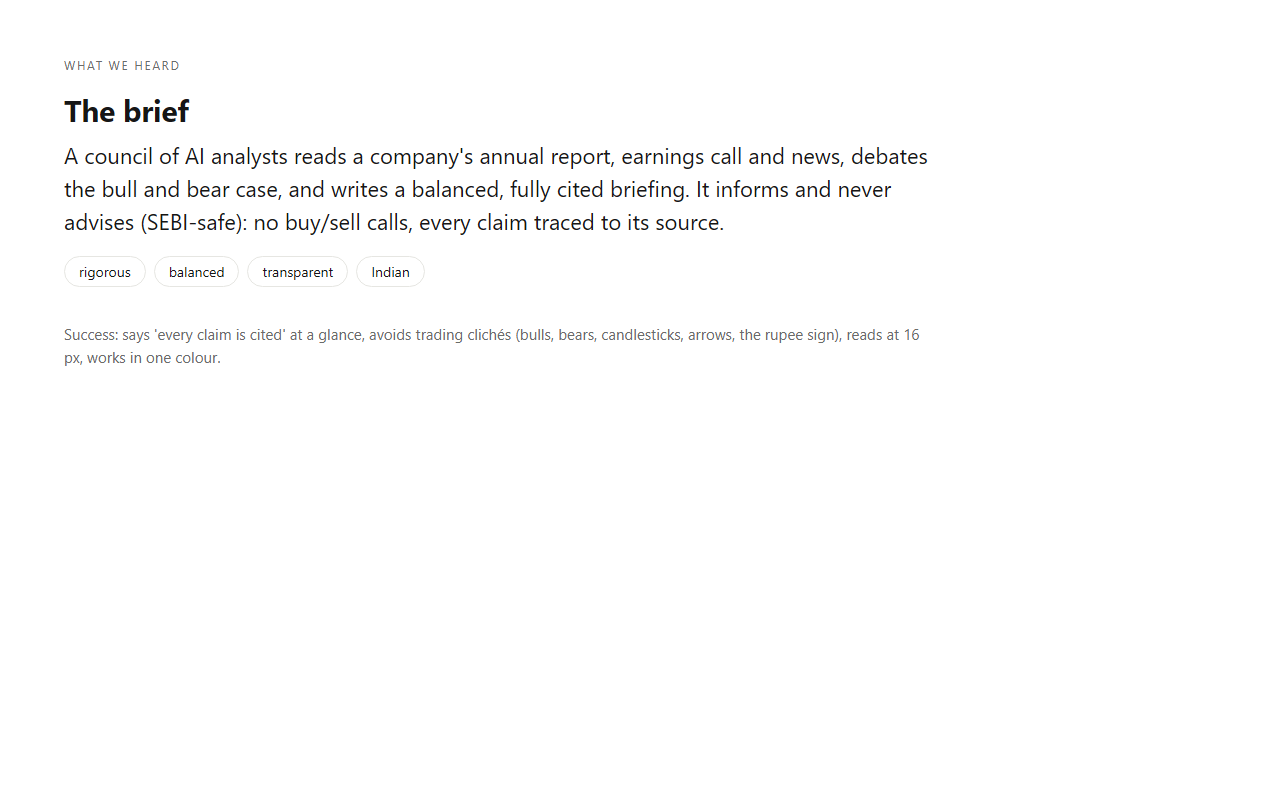 WHAT WE HEARD
The brief
A council of AI analysts reads a company's annual report, earnings call and news, debates
the bull and bear case, and writes a balanced, fully cited briefing. It informs and never
advises (SEBI-safe): no buy/sell calls, every claim traced to its source.
rigorous balanced transparent Indian
Success: says 'every claim is cited' at a glance, avoids trading clichés (bulls, bears, candlesticks, arrows, the rupee sign), reads at 16
px, works in one colour.